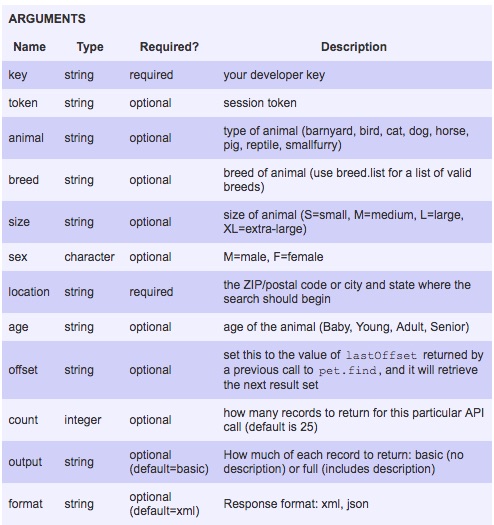 ARGUMENTS
Name Type Required? Description
key string required your developer key
token string optional session token
animal string optional type of animal (barnyard, bird, cat, dog, horse,
pig, reptile, smallfurry)
breed string optional breed of animal (use breed.list for a list of valid
breeds)
size string optional size of animal (S=small, M=medium, L=large,
XL=extra-large)
sex character optional M=male, F=female
location string required the ZIP/postal code or city and state where the
search should begin
age string optional age of the animal (Baby, Young, Adult, Senior)
offset string optional set this to the value of lastOffset returned by
a previous call to pet.find, and it will retrieve
the next result set
count integer optional how many records to return for this particular API
call (default is 25)
output string optional How much of each record to return: basic (no
(default=basic) description) or full (includes description)
format string optional Response format: xml, json
(default=xml)